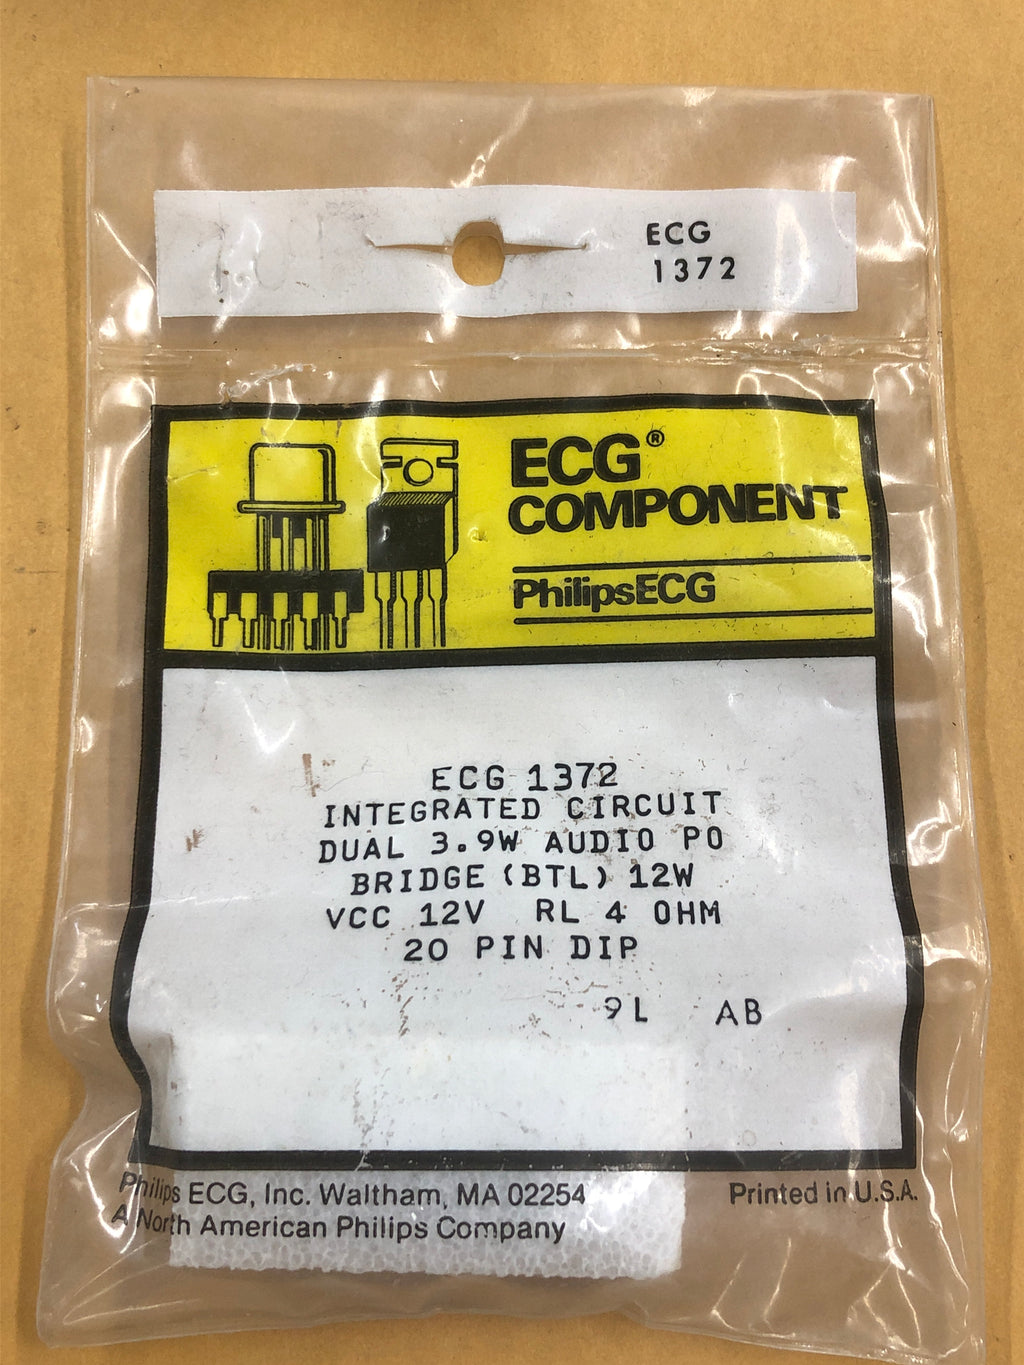 ECG
1372
ECG®
COMPONENT
PhilipsECG
ECG 1372
INTEGRATED CIRCUIT
DUAL 3.9W AUDIO PO
BRIDGE (BTL) 12W
VCC 12V RL 4 OHM
20 PIN DIP
9L AB
Philips ECG, Inc. Waltham, MA 02254
Printed in U.S.A.
A North American Philips Company